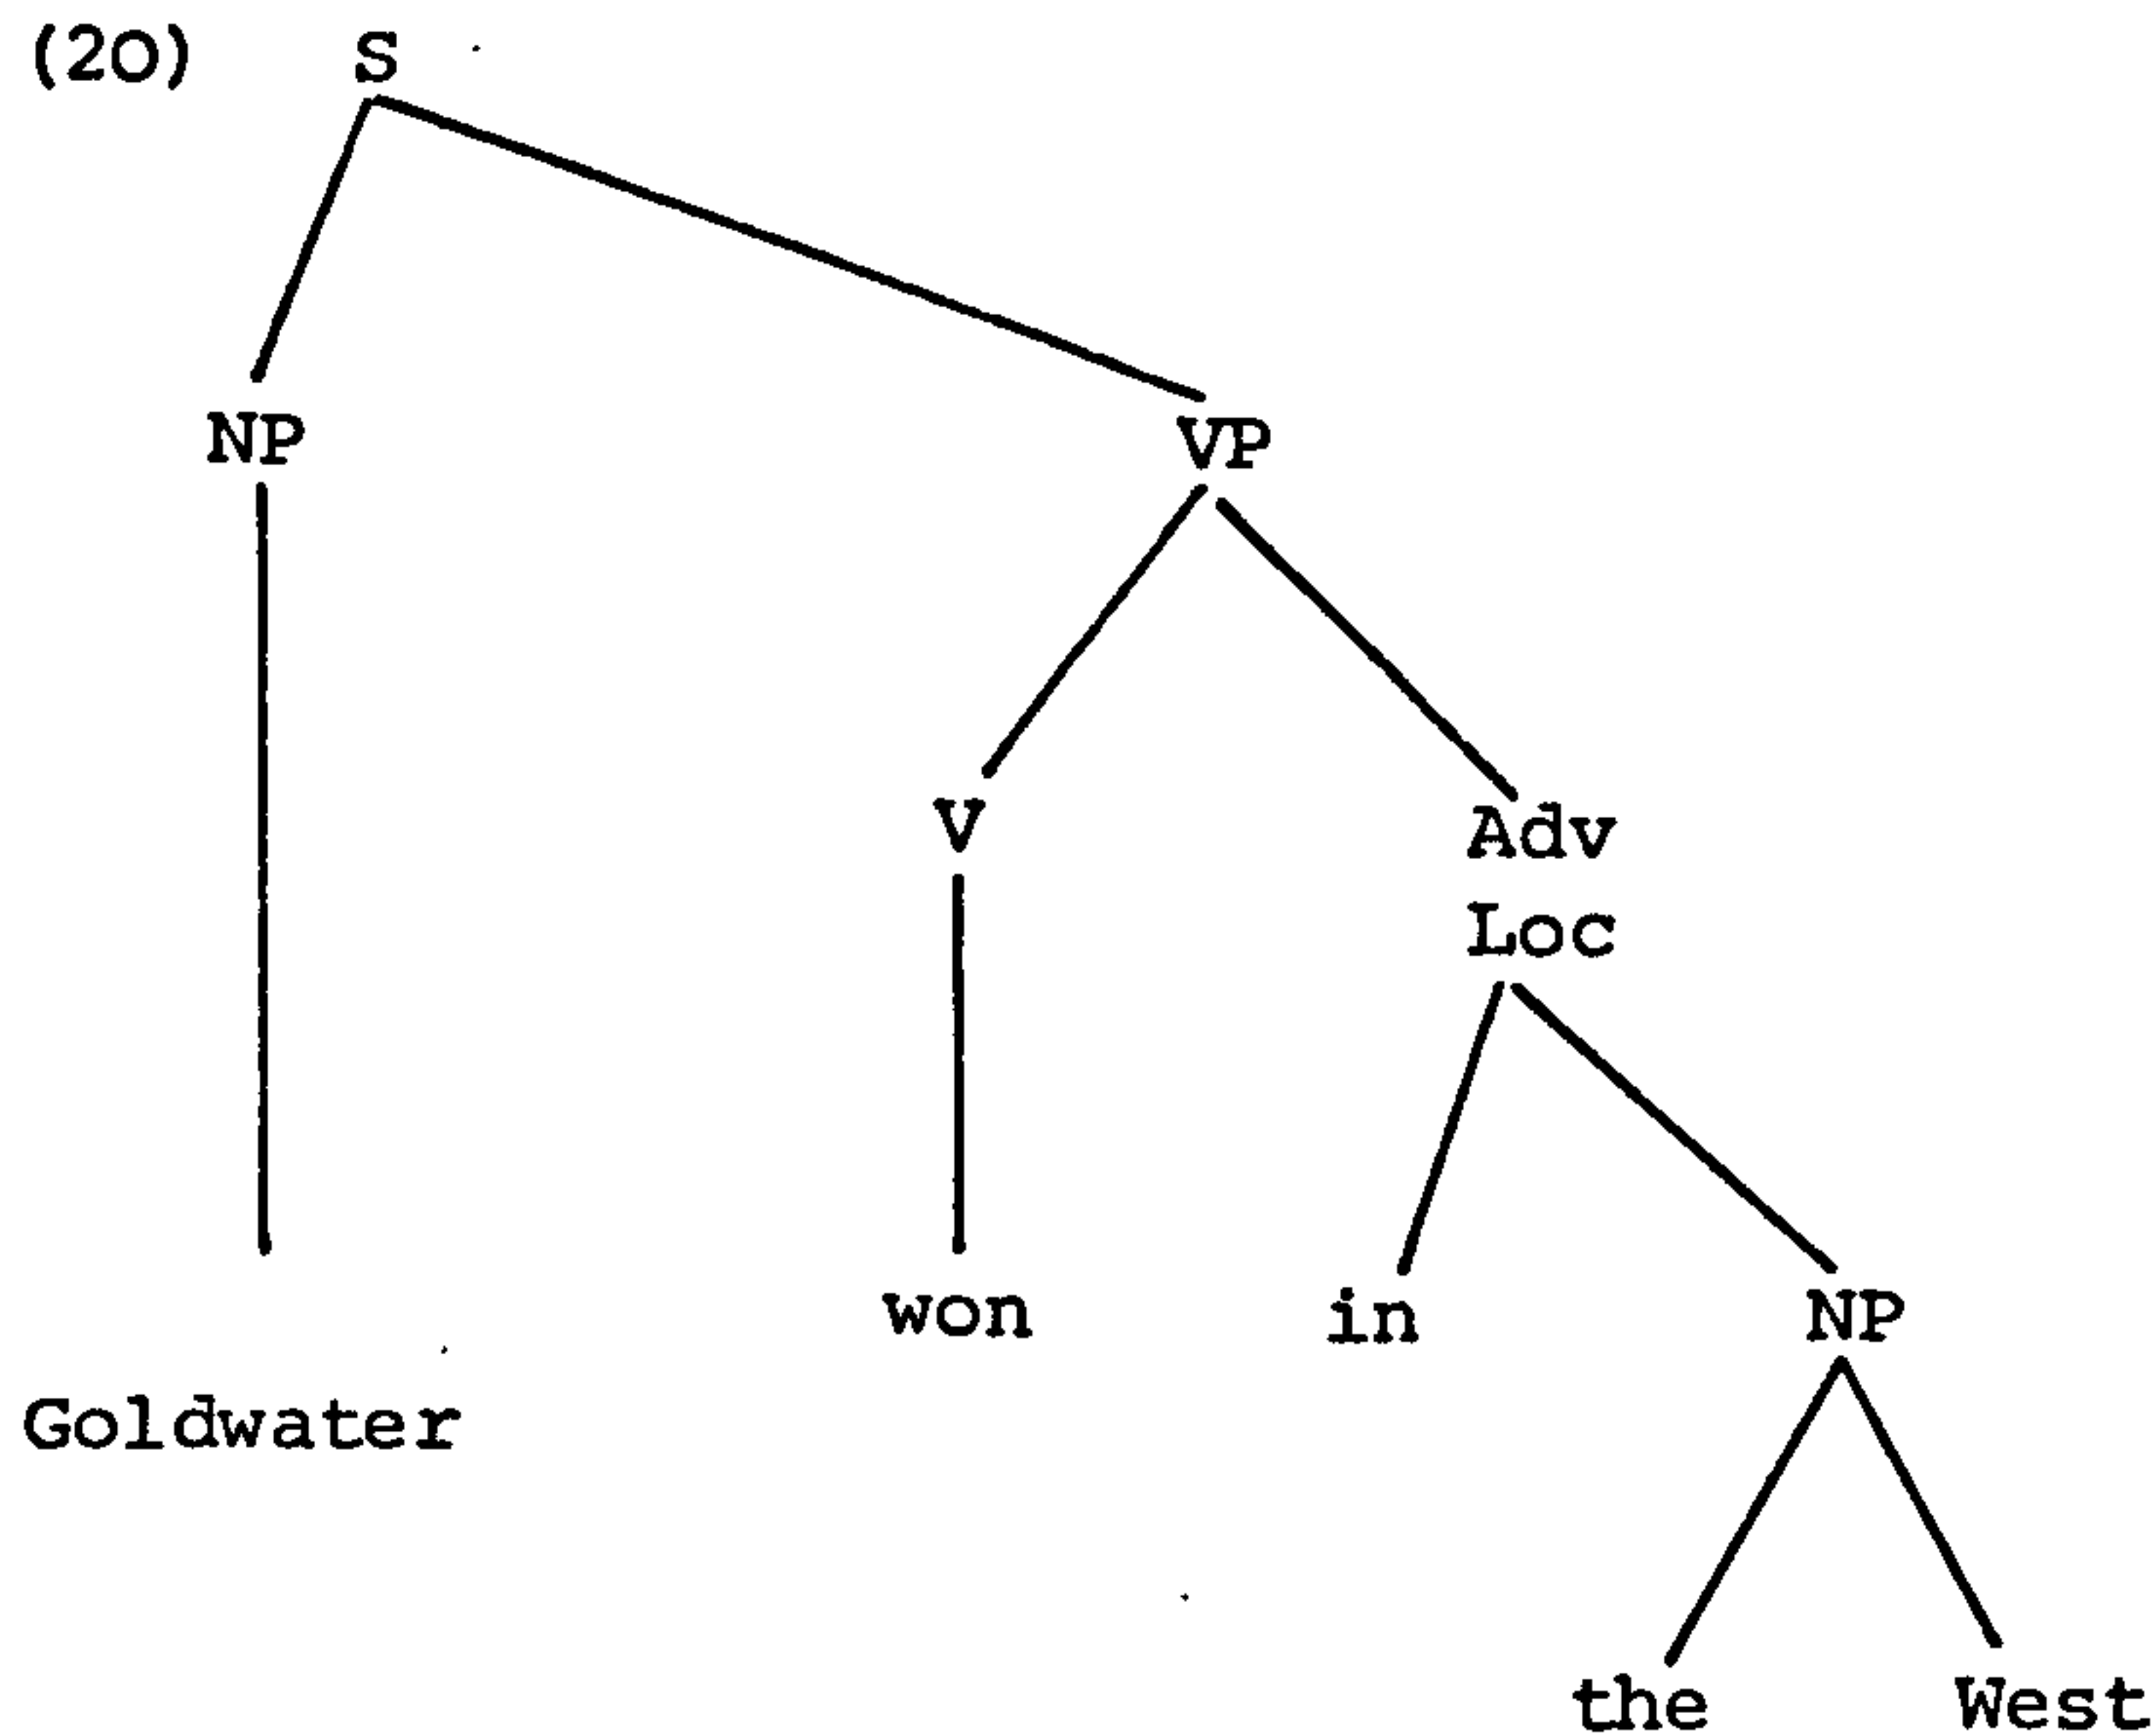 (20) S
NP VP
V Adv
Loc
won in NP
Goldwater
the West